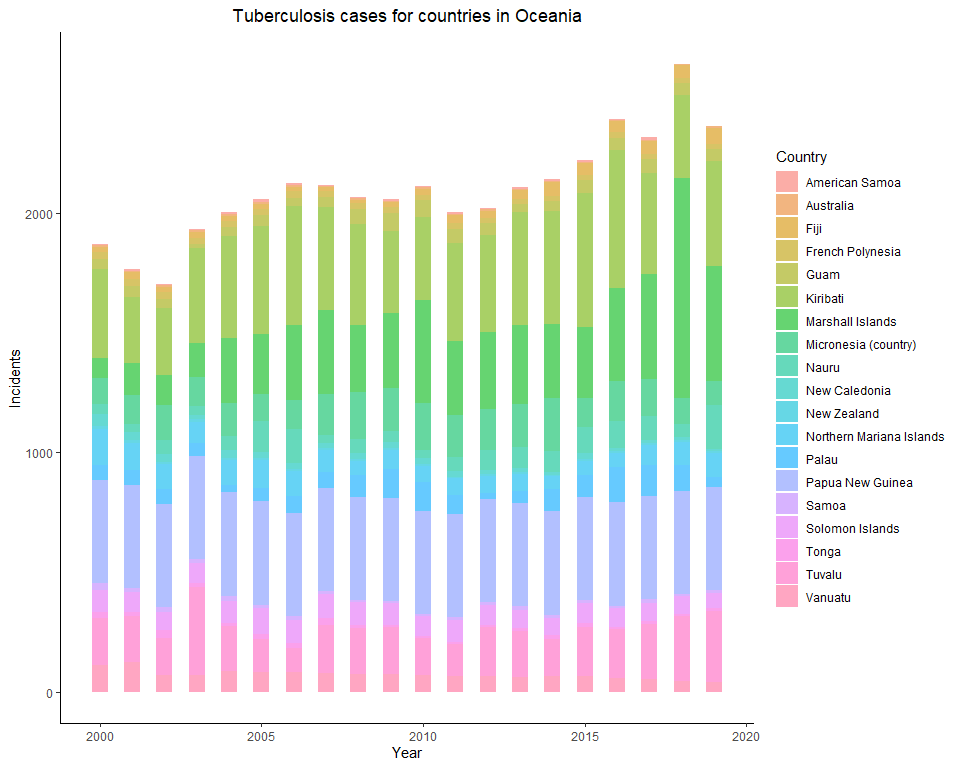 Tuberculosis cases for countries in Oceania
Incidents
2000
1000
0
2000
2005
2010
2015
2020
Year
Country
American Samoa
Australia
Fiji
French Polynesia
Guam
Kiribati
Marshall Islands
Micronesia (country)
Nauru
New Caledonia
New Zealand
Northern Mariana Islands
Palau
Papua New Guinea
Samoa
Solomon Islands
Tonga
Tuvalu
Vanuatu